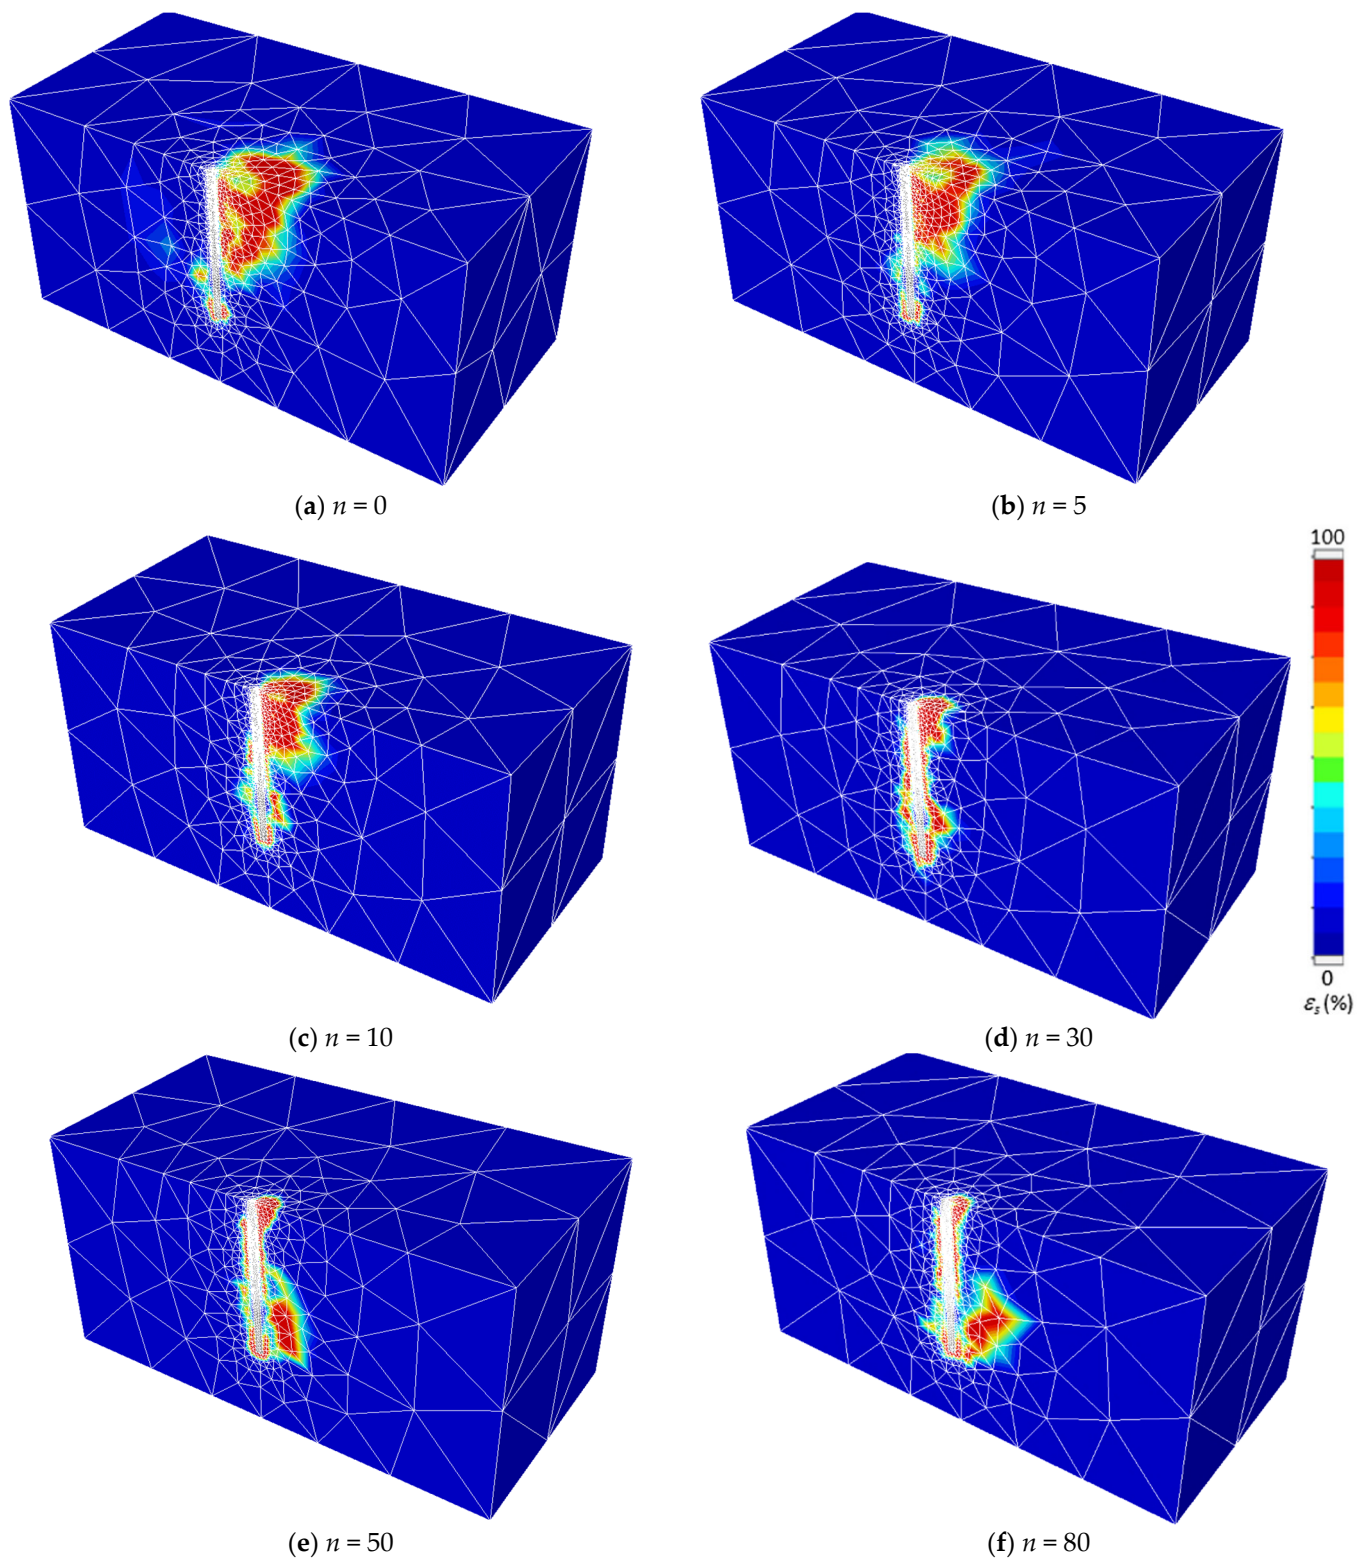 (a) n = 0
(b) n = 5
100
0
εs (%)
(c) n = 10
(d) n = 30
(e) n = 50
(f) n = 80